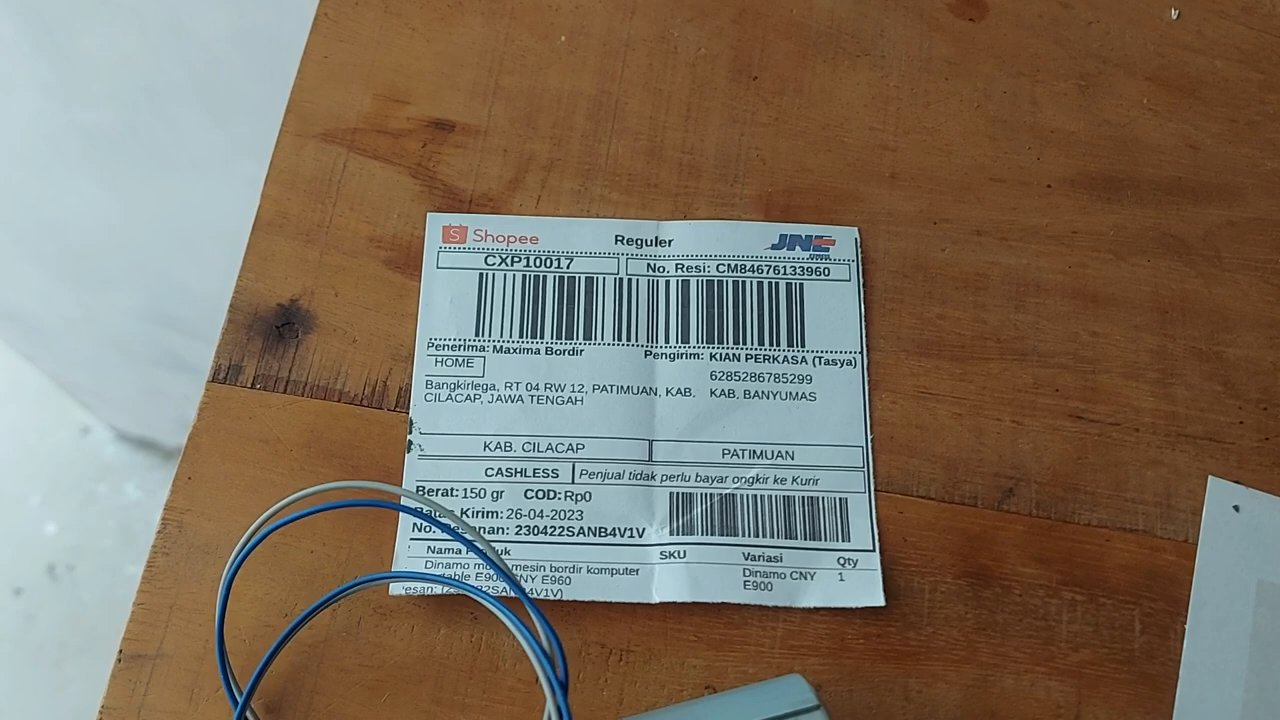 Shopee Reguler JNE
CXP10017 No. Resi: CM84676133960
Penerima: Maxima Bordir Pengirim: KIAN PERKASA (Tasya)
HOME 6285286785299
Bangkirlega, RT 04 RW 12, PATIMUAN, KAB. KAB. BANYUMAS
CILACAP, JAWA TENGAH
KAB. CILACAP PATIMUAN
CASHLESS Penjual tidak perlu bayar ongkir ke Kurir
Berat: 150 gr COD: Rp0
Kirim: 26-04-2023
No. 230422SANB4V1V
Nama SKU Variasi Qty
Dinamo mesin bordir komputer Dinamo CNY 1
E960 E900